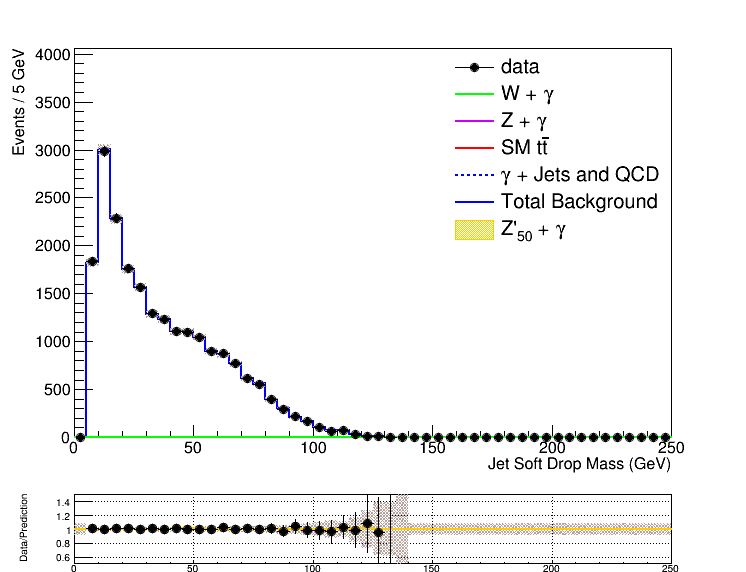 Events / 5 GeV
4000
3500
3000
2500
2000
1500
1000
500
0
data
W + γ
Z + γ
SM tt̄
γ + Jets and QCD
Total Background
Z'₅₀ + γ
0 50 100 150 200 250
Jet Soft Drop Mass (GeV)
Data/Prediction
1.4
1.2
1
0.8
0.6
0 50 100 150 200 250